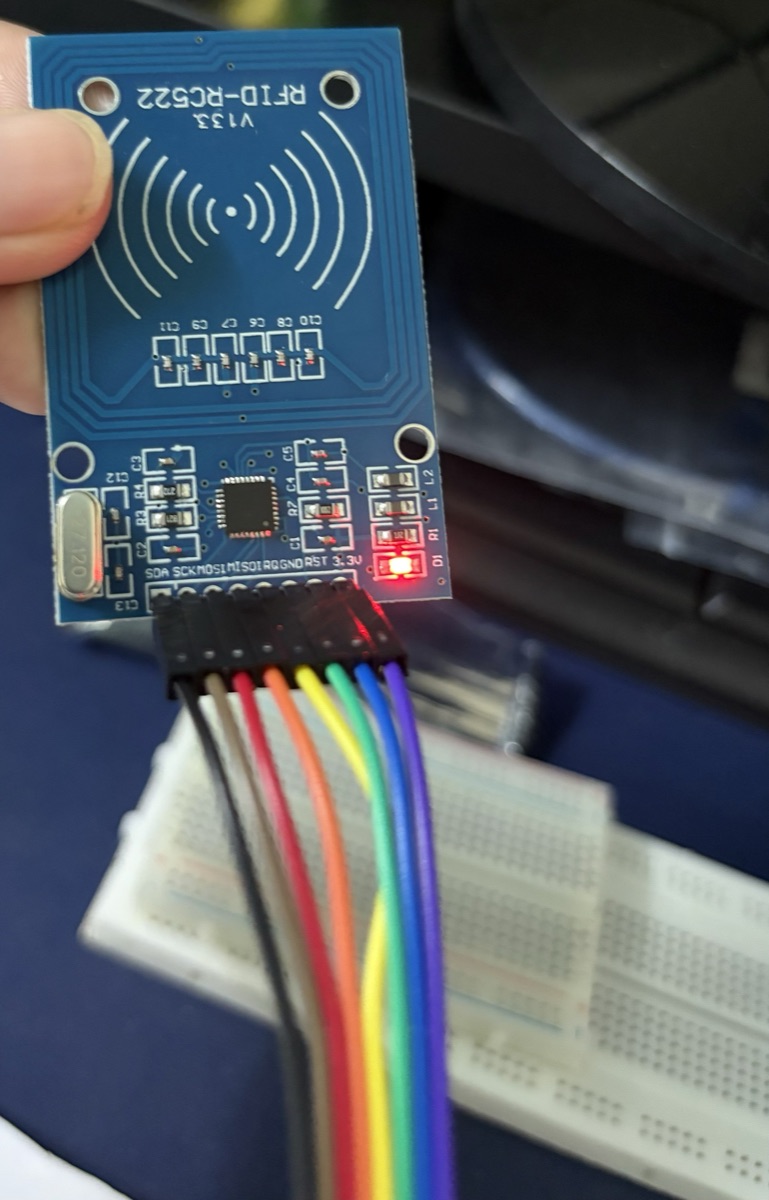 RFID-RC522
V133
C11 C9 C7 C6 C8 C10
C3
C5
L2
C12
R4
C4
L1
R3
R7
R1
C2
C1
D1
SDA SCK MOSI MISO IRQ GND RST 3.3V
C13